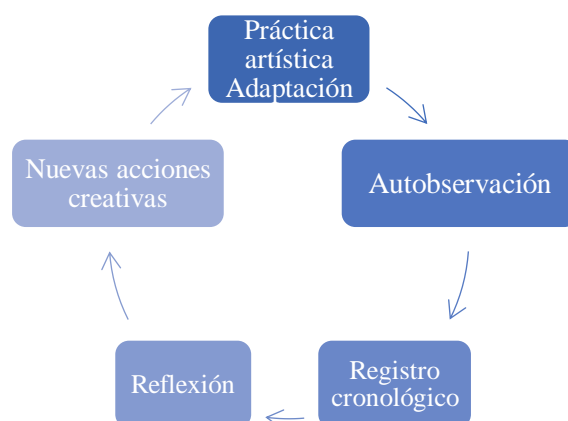 Práctica
artística
Adaptación
Autobservación
Registro
cronológico
Reflexión
Nuevas acciones
creativas